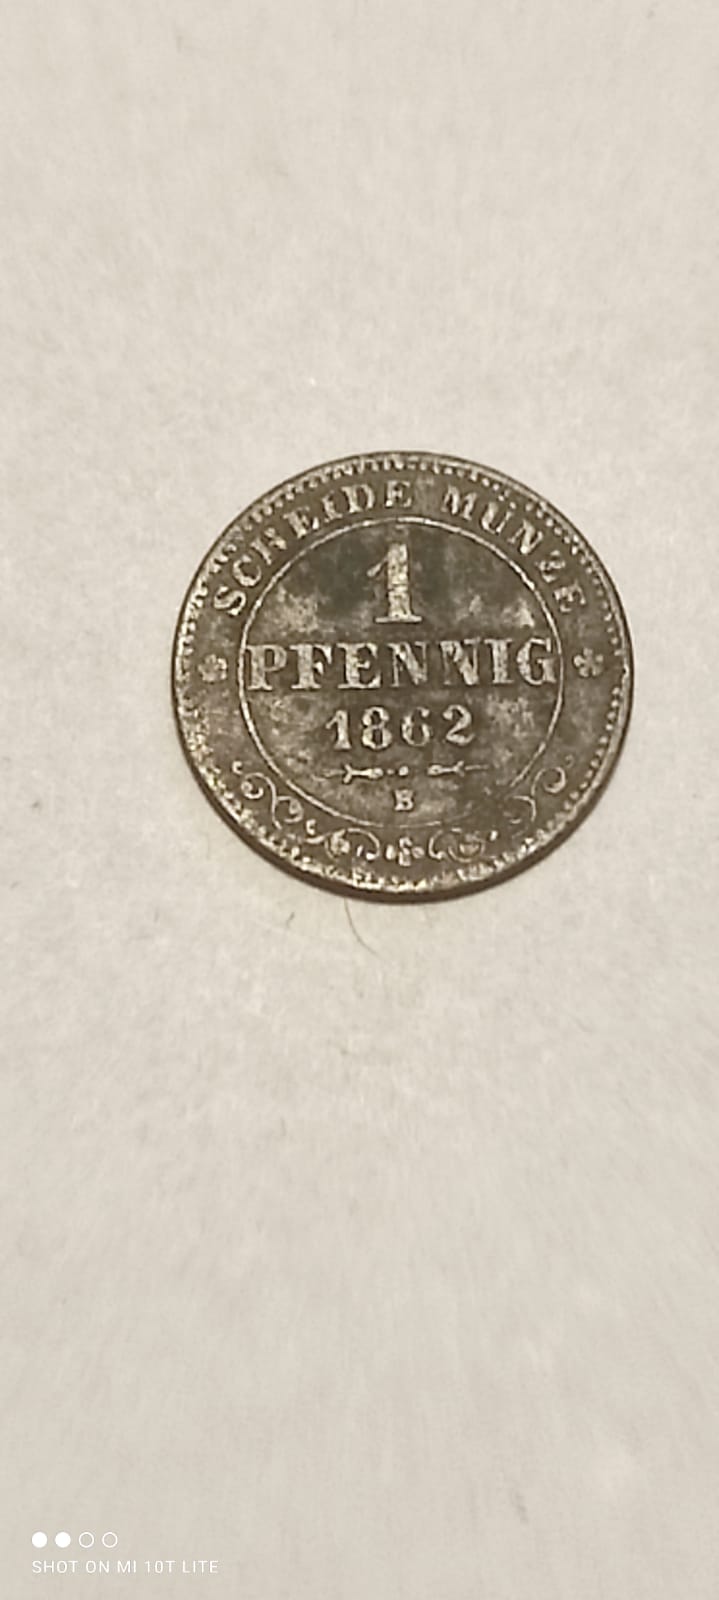 SCHEIDE MÜNZE
1
PFENNIG
1862
B
SHOT ON MI 10T LITE